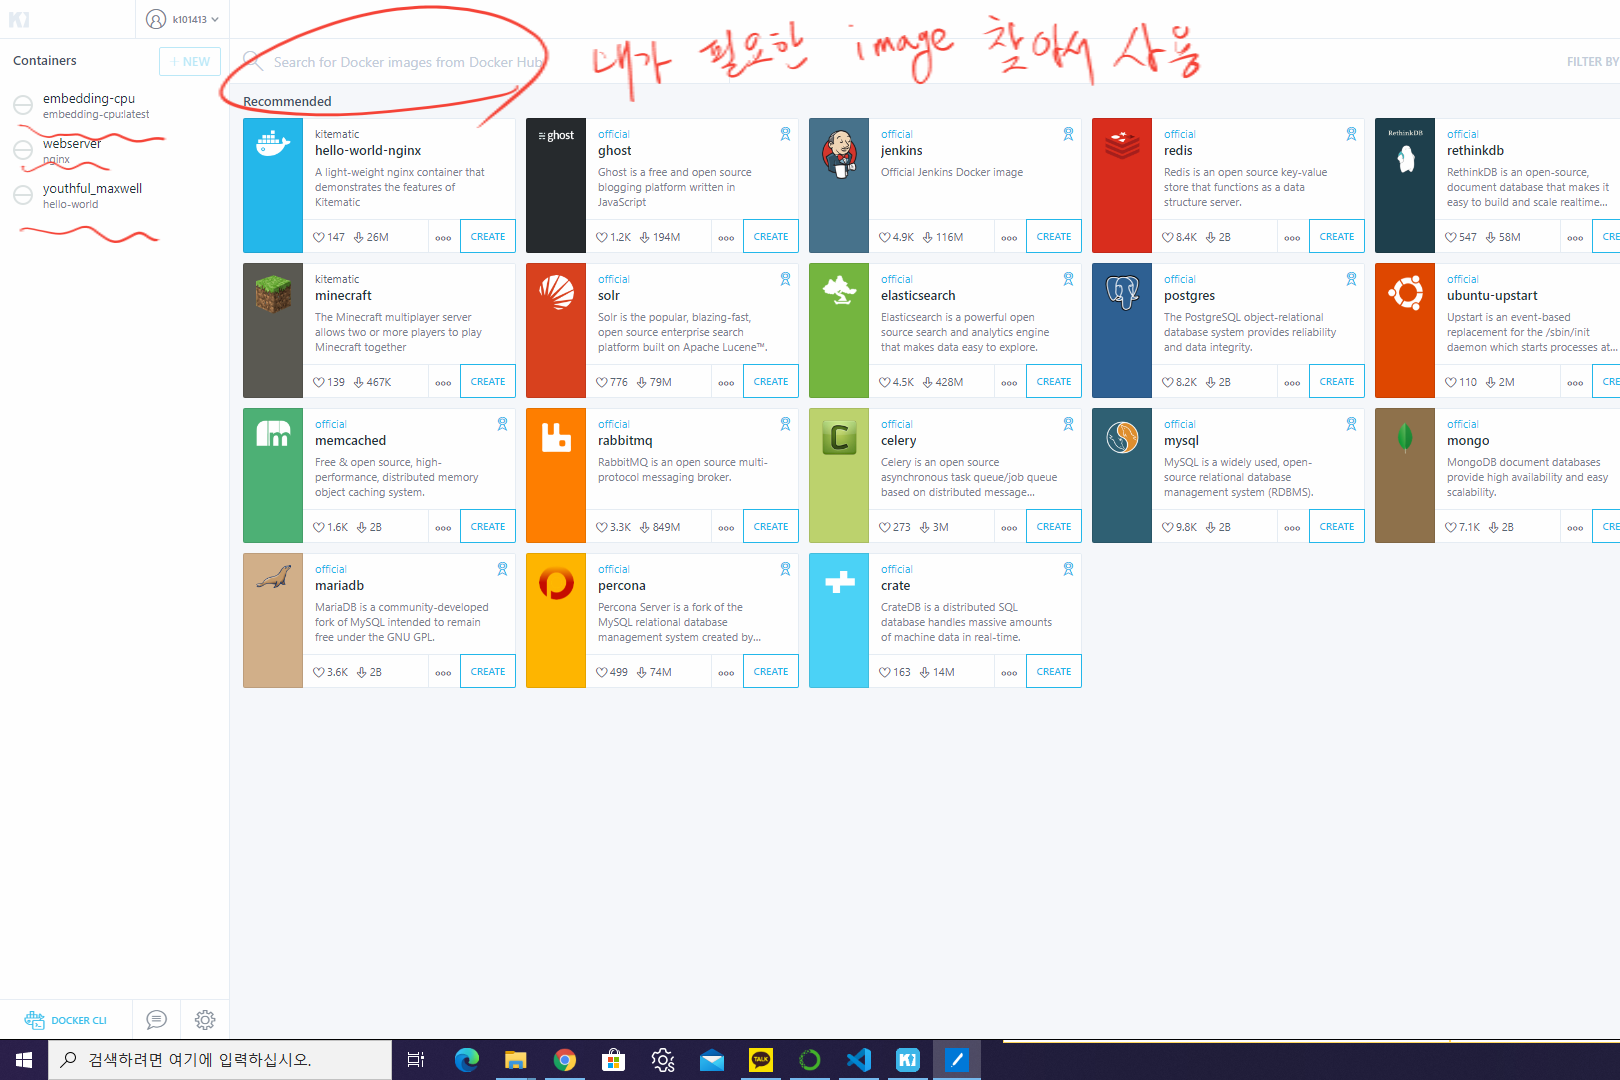 K1
k101413
내가 필요한 image 찾아서 사용
Containers
+ NEW
Search for Docker images from Docker Hub
FILTER BY
embedding-cpu
embedding-cpu:latest
webserver
nginx
youthful_maxwell
hello-world
Recommended
kitematic
hello-world-nginx
A light-weight nginx container that
demonstrates the features of
Kitematic
147 26M
CREATE
ghost
official
ghost
Ghost is a free and open source
blogging platform written in
JavaScript
1.2K 194M
CREATE
official
jenkins
Official Jenkins Docker image
4.9K 116M
CREATE
official
redis
Redis is an open source key-value
store that functions as a data
structure server.
8.4K 2B
CREATE
RethinkDB
official
rethinkdb
RethinkDB is an open-source,
document database that makes it
easy to build and scale realtime...
547 58M
CRE
kitematic
minecraft
The Minecraft multiplayer server
allows two or more players to play
Minecraft together
139 467K
CREATE
official
solr
Solr is the popular, blazing-fast,
open source enterprise search
platform built on Apache Lucene™.
776 79M
CREATE
official
elasticsearch
Elasticsearch is a powerful open
source search and analytics engine
that makes data easy to explore.
4.5K 428M
CREATE
official
postgres
The PostgreSQL object-relational
database system provides reliability
and data integrity.
8.2K 2B
CREATE
official
ubuntu-upstart
Upstart is an event-based
replacement for the /sbin/init
daemon which starts processes at...
110 2M
CRE
official
memcached
Free & open source, high-
performance, distributed memory
object caching system.
1.6K 2B
CREATE
official
rabbitmq
RabbitMQ is an open source multi-
protocol messaging broker.
3.3K 849M
CREATE
C
official
celery
Celery is an open source
asynchronous task queue/job queue
based on distributed message...
273 3M
CREATE
official
mysql
MySQL is a widely used, open-
source relational database
management system (RDBMS).
9.8K 2B
CREATE
official
mongo
MongoDB document databases
provide high availability and easy
scalability.
7.1K 2B
CRE
official
mariadb
MariaDB is a community-developed
fork of MySQL intended to remain
free under the GNU GPL.
3.6K 2B
CREATE
official
percona
Percona Server is a fork of the
MySQL relational database
management system created by...
499 74M
CREATE
official
crate
CrateDB is a distributed SQL
database handles massive amounts
of machine data in real-time.
163 14M
CREATE
DOCKER CLI
검색하려면 여기에 입력하십시오.
TALK
K1